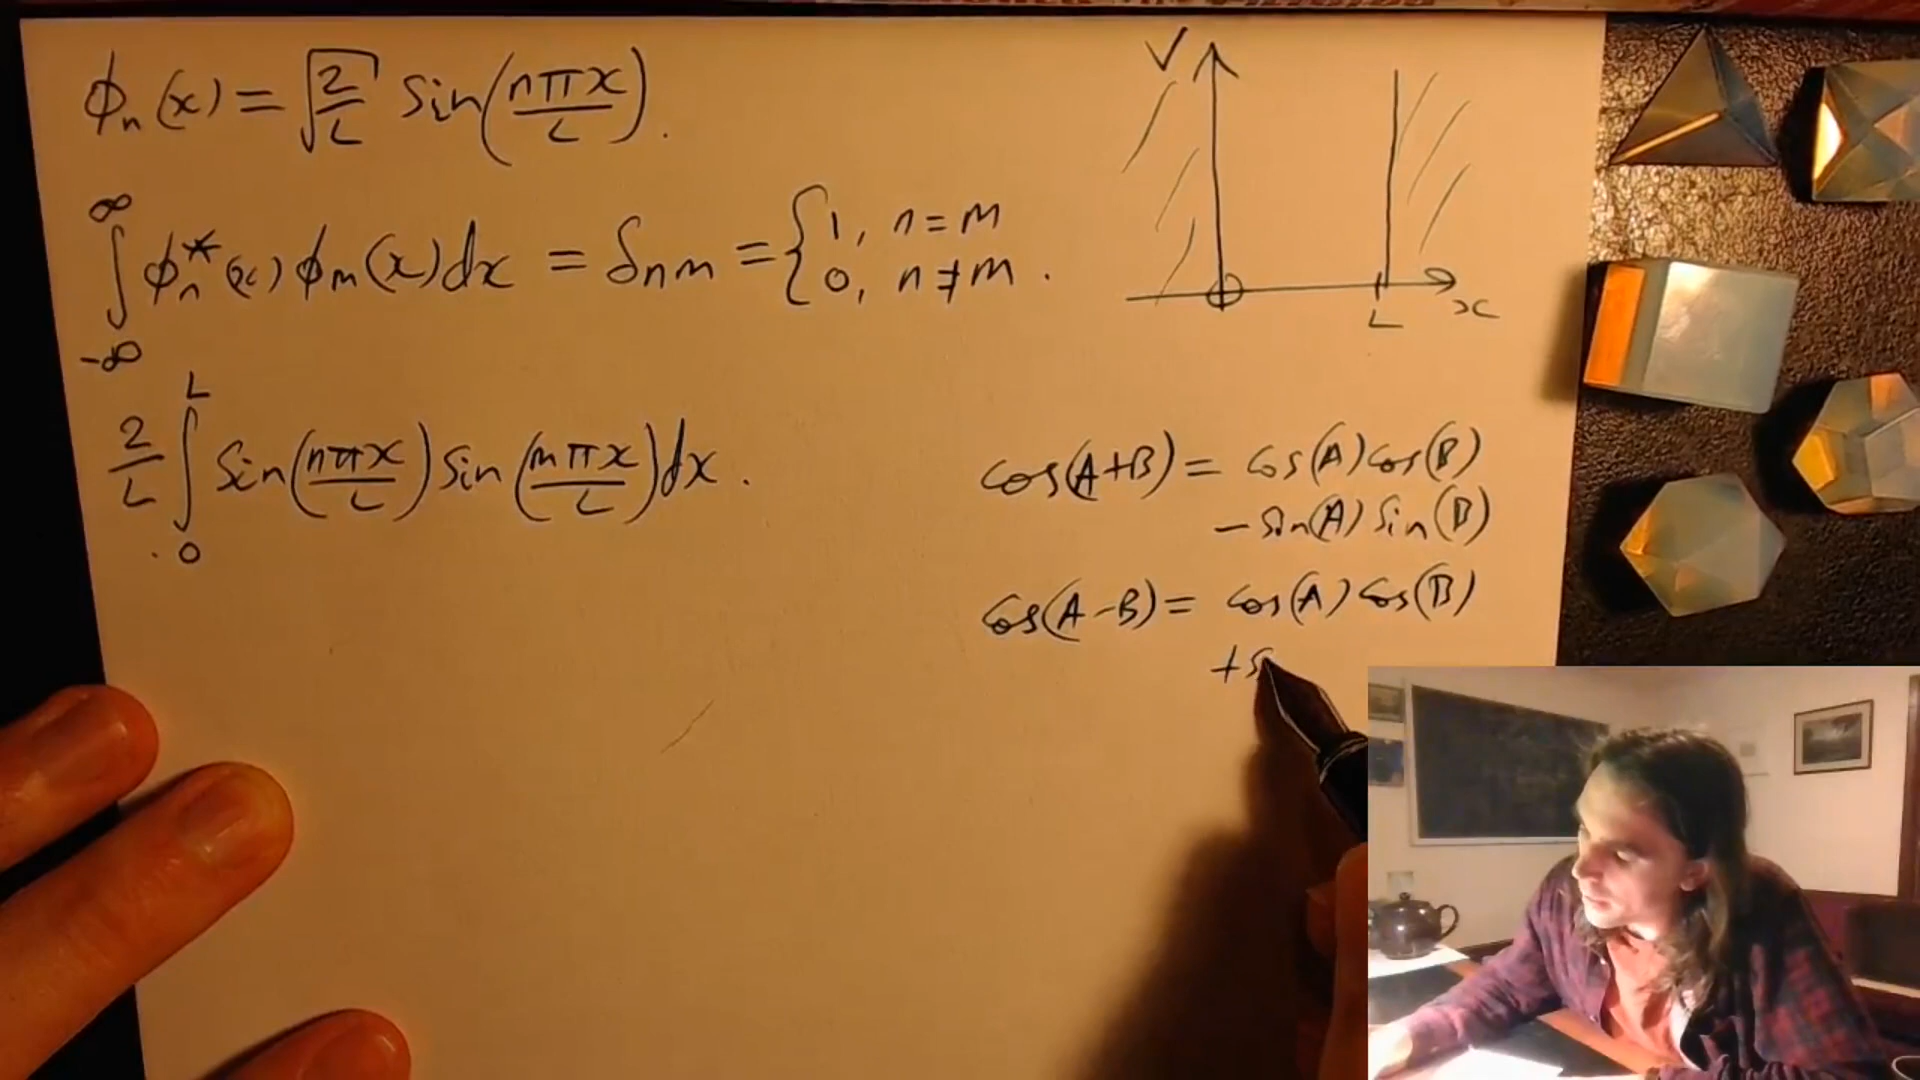 ϕₙ(x) = √(2/L) sin(nπx/L).
V
∫_{-∞}^{∞} ϕₙ*(x) ϕₘ(x) dx = δₙₘ = { 1, n = m
0, n ≠ m .
L
x
2/L ∫_0^L sin(nπx/L) sin(mπx/L) dx .
cos(A+B) = cos(A) cos(B)
− sin(A) sin(B)
cos(A−B) = cos(A) cos(B)
+ s